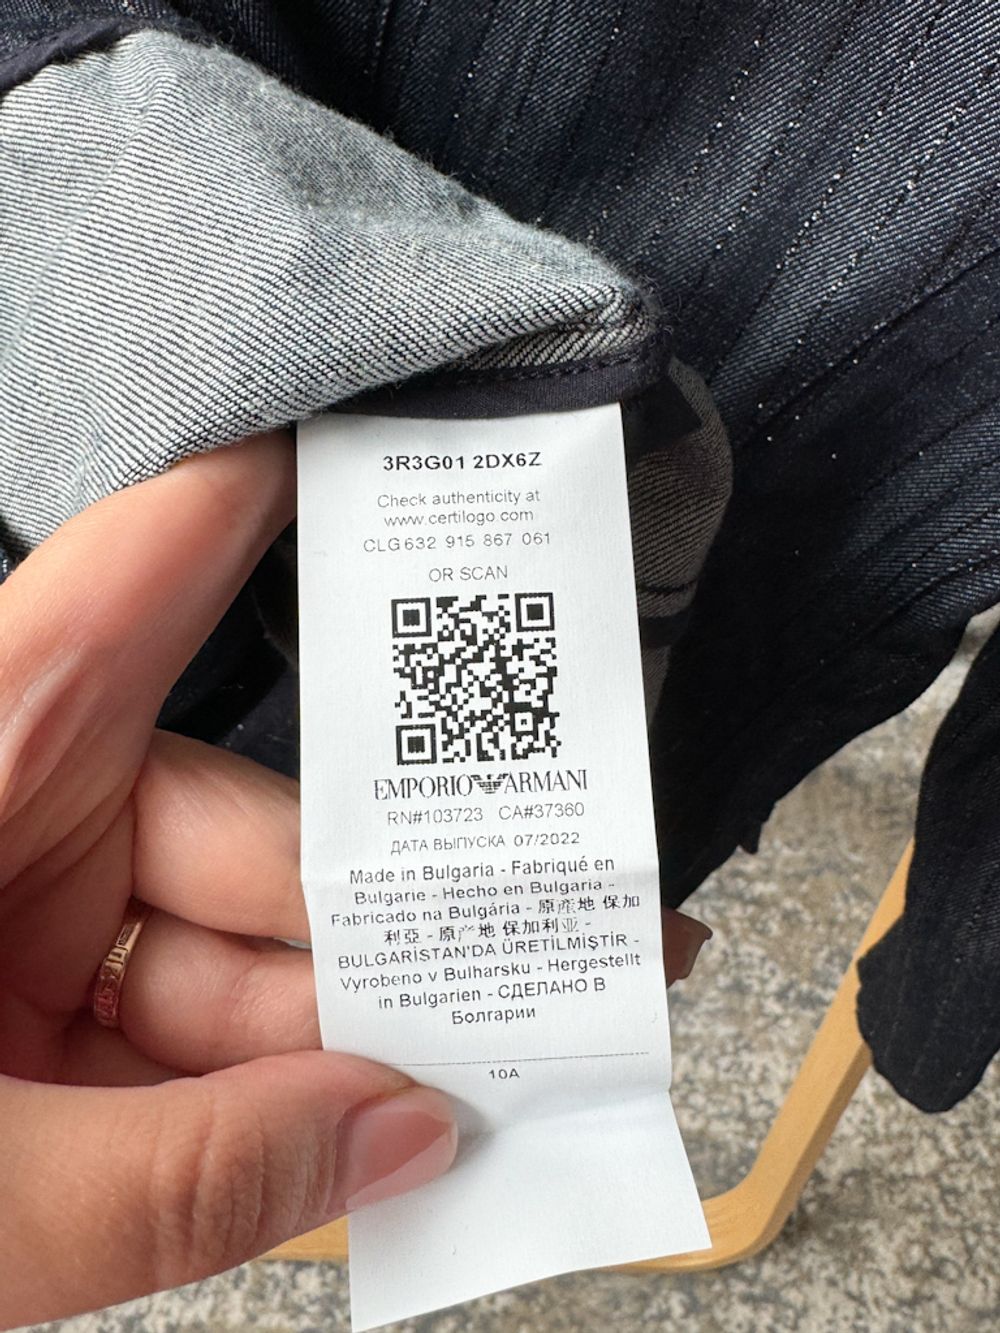 3R3G01 2DX6Z
Check authenticity at
www.certilogo.com
CLG 632 915 867 061
OR SCAN
EMPORIO ARMANI
RN#103723 CA#37360
ДАТА ВЫПУСКА 07/2022
Made in Bulgaria - Fabriqué en
Bulgarie - Hecho en Bulgaria -
Fabricado na Bulgária - 原產地 保加
利亞 - 原产地 保加利亚 -
BULGARİSTAN'DA ÜRETİLMİŞTİR -
Vyrobeno v Bulharsku - Hergestellt
in Bulgarien - СДЕЛАНО В
Болгарии
10A